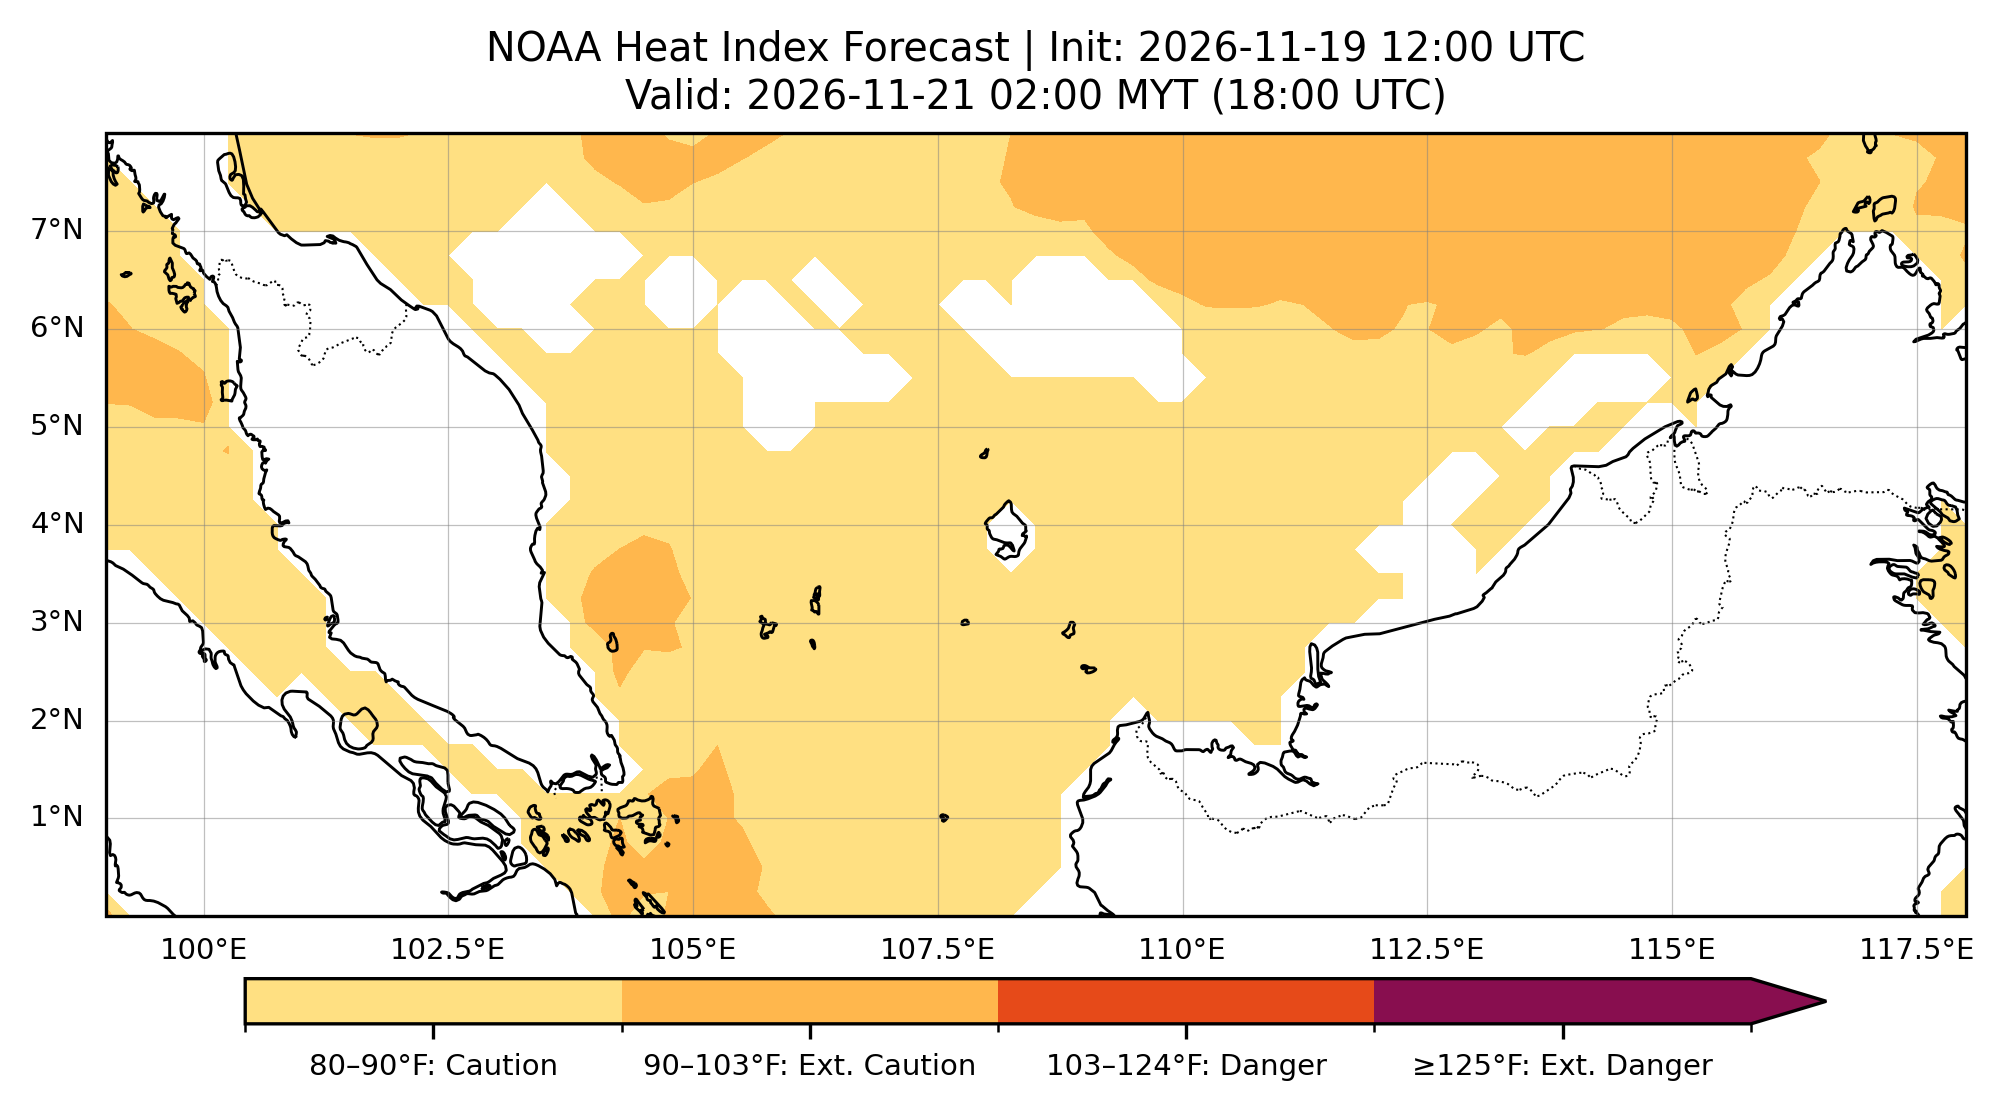 NOAA Heat Index Forecast | Init: 2026-11-19 12:00 UTC
Valid: 2026-11-21 02:00 MYT (18:00 UTC)
7°N
6°N
5°N
4°N
3°N
2°N
1°N
100°E 102.5°E 105°E 107.5°E 110°E 112.5°E 115°E 117.5°E
80–90°F: Caution 90–103°F: Ext. Caution 103–124°F: Danger ≥125°F: Ext. Danger